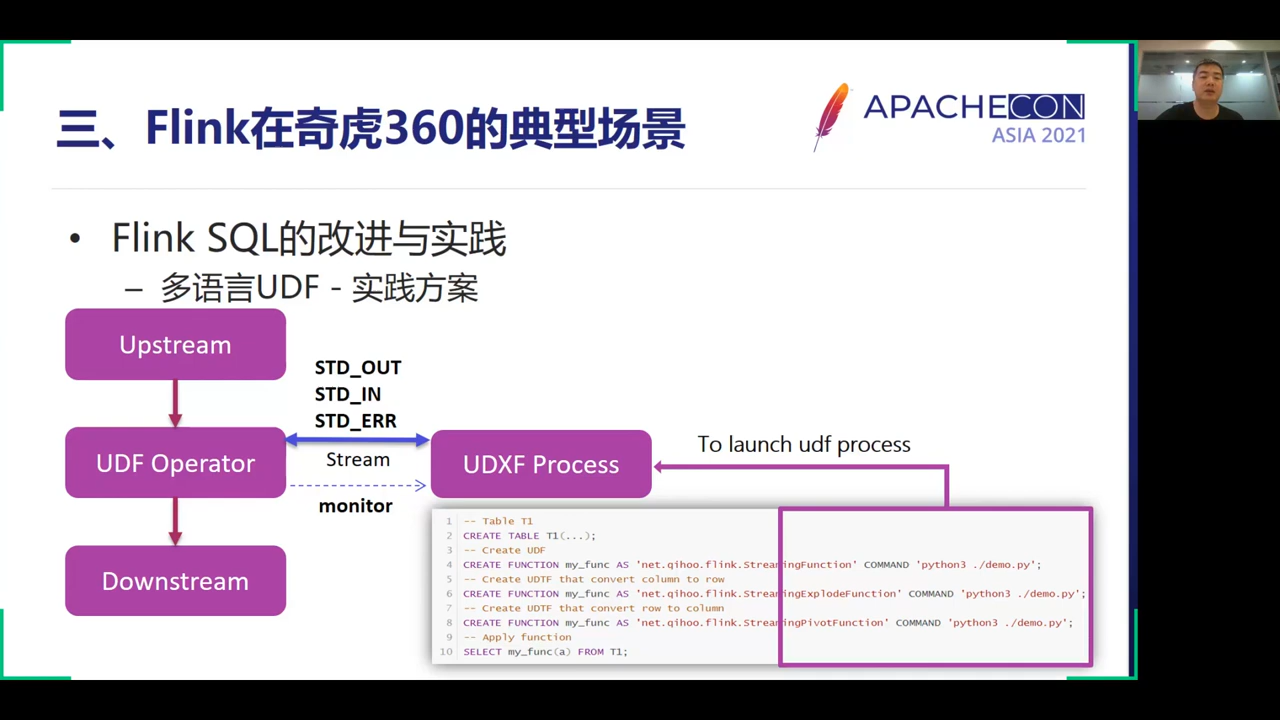 三、Flink在奇虎360的典型场景
APACHECON
ASIA 2021
• Flink SQL的改进与实践
– 多语言UDF - 实践方案
Upstream
STD_OUT
STD_IN
STD_ERR
UDF Operator
Stream
monitor
UDXF Process
To launch udf process
Downstream
1 -- Table T1
2 CREATE TABLE T1(...);
3 -- Create UDF
4 CREATE FUNCTION my_func AS 'net.qihoo.flink.StreamingFunction' COMMAND 'python3 ./demo.py';
5 -- Create UDTF that convert column to row
6 CREATE FUNCTION my_func AS 'net.qihoo.flink.StreamingExplodeFunction' COMMAND 'python3 ./demo.py';
7 -- Create UDTF that convert row to column
8 CREATE FUNCTION my_func AS 'net.qihoo.flink.StreamingPivotFunction' COMMAND 'python3 ./demo.py';
9 -- Apply function
10 SELECT my_func(a) FROM T1;